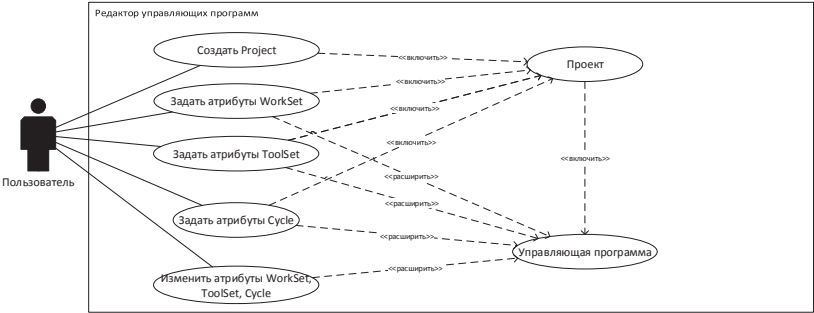 Редактор управляющих программ
Создать Project
<<включить>>
Проект
<<включить>>
Задать атрибуты WorkSet
<<включить>>
Задать атрибуты ToolSet
<<включить>>
<<включить>>
Пользователь
<<расширить>>
<<расширить>>
Задать атрибуты Cycle
<<расширить>>
Управляющая программа
<<расширить>>
Изменить атрибуты WorkSet,
ToolSet, Cycle